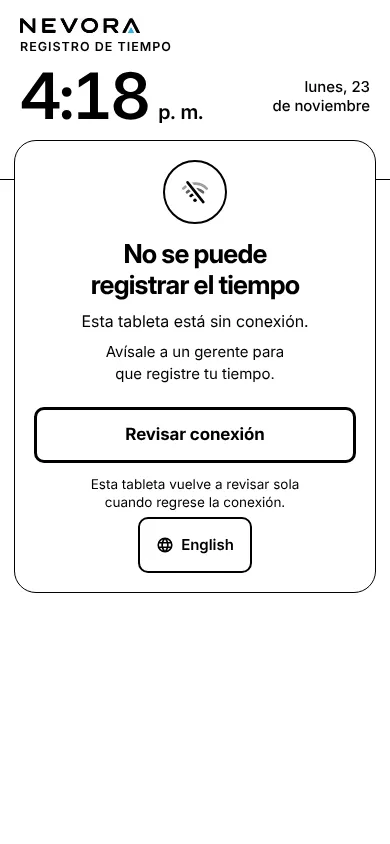 NEVORA
REGISTRO DE TIEMPO
4:18 p. m.
lunes, 23
de noviembre
No se puede
registrar el tiempo
Esta tableta está sin conexión.
Avísale a un gerente para
que registre tu tiempo.
Revisar conexión
Esta tableta vuelve a revisar sola
cuando regrese la conexión.
English